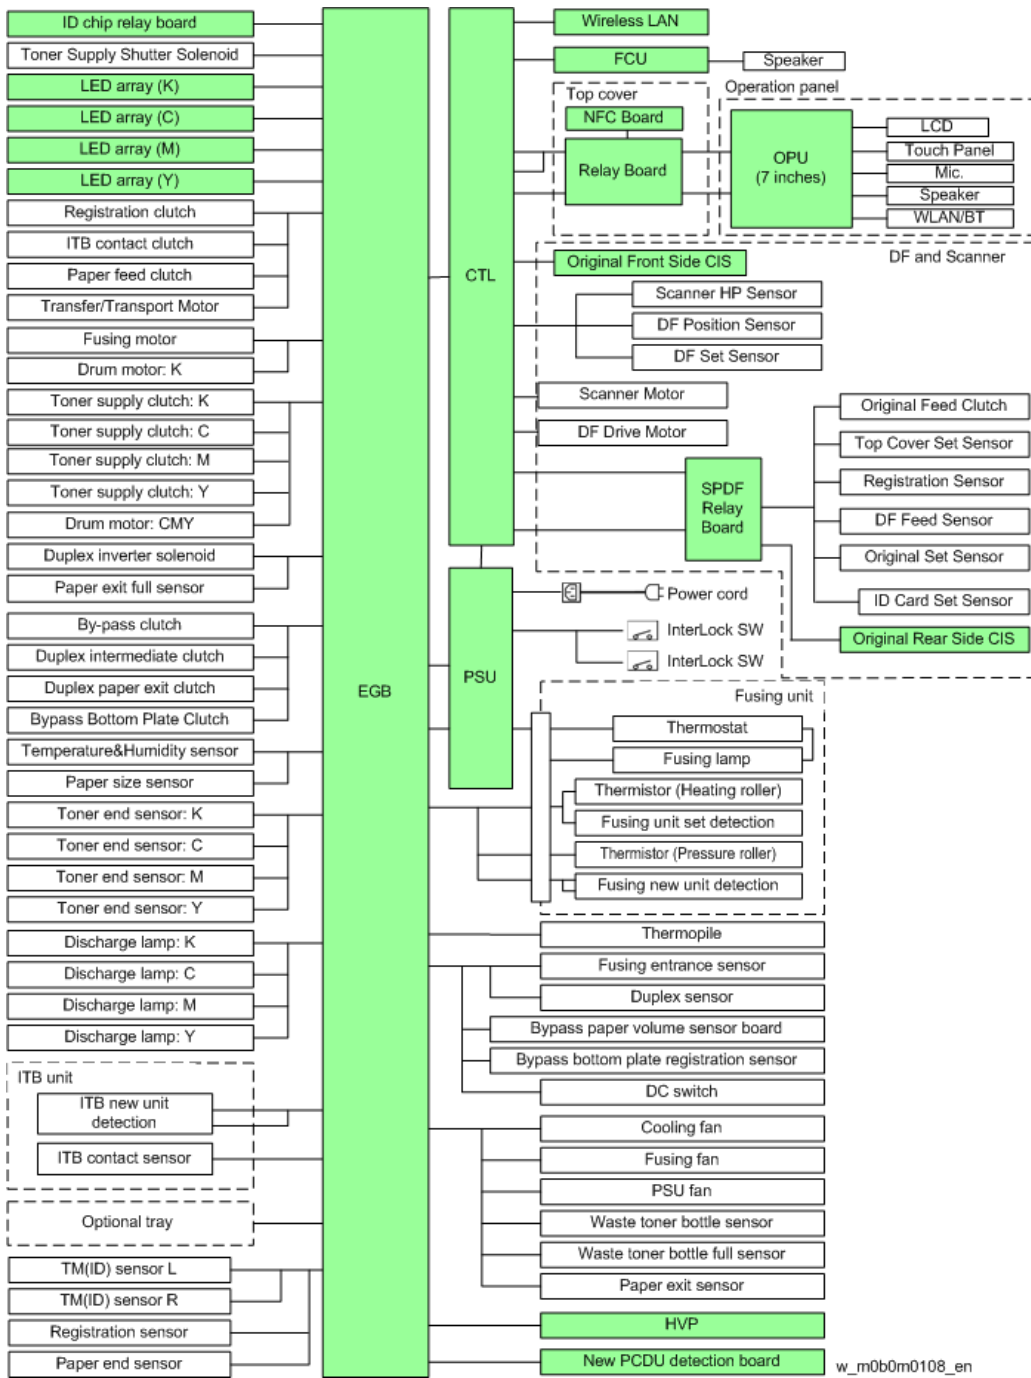 ID chip relay board
Toner Supply Shutter Solenoid
LED array (K)
LED array (C)
LED array (M)
LED array (Y)
Registration clutch
ITB contact clutch
Paper feed clutch
Transfer/Transport Motor
Fusing motor
Drum motor: K
Toner supply clutch: K
Toner supply clutch: C
Toner supply clutch: M
Toner supply clutch: Y
Drum motor: CMY
Duplex inverter solenoid
Paper exit full sensor
By-pass clutch
Duplex intermediate clutch
Duplex paper exit clutch
Bypass Bottom Plate Clutch
Temperature&Humidity sensor
Paper size sensor
Toner end sensor: K
Toner end sensor: C
Toner end sensor: M
Toner end sensor: Y
Discharge lamp: K
Discharge lamp: C
Discharge lamp: M
Discharge lamp: Y
ITB unit
ITB new unit
detection
ITB contact sensor
Optional tray
TM(ID) sensor L
TM(ID) sensor R
Registration sensor
Paper end sensor
EGB
CTL
PSU
Wireless LAN
FCU
Speaker
Top cover
NFC Board
Relay Board
Operation panel
OPU
(7 inches)
LCD
Touch Panel
Mic.
Speaker
WLAN/BT
DF and Scanner
Original Front Side CIS
Scanner HP Sensor
DF Position Sensor
DF Set Sensor
Scanner Motor
DF Drive Motor
SPDF
Relay
Board
Original Feed Clutch
Top Cover Set Sensor
Registration Sensor
DF Feed Sensor
Original Set Sensor
ID Card Set Sensor
Original Rear Side CIS
Power cord
InterLock SW
InterLock SW
Fusing unit
Thermostat
Fusing lamp
Thermistor (Heating roller)
Fusing unit set detection
Thermistor (Pressure roller)
Fusing new unit detection
Thermopile
Fusing entrance sensor
Duplex sensor
Bypass paper volume sensor board
Bypass bottom plate registration sensor
DC switch
Cooling fan
Fusing fan
PSU fan
Waste toner bottle sensor
Waste toner bottle full sensor
Paper exit sensor
HVP
New PCDU detection board
w_m0b0m0108_en